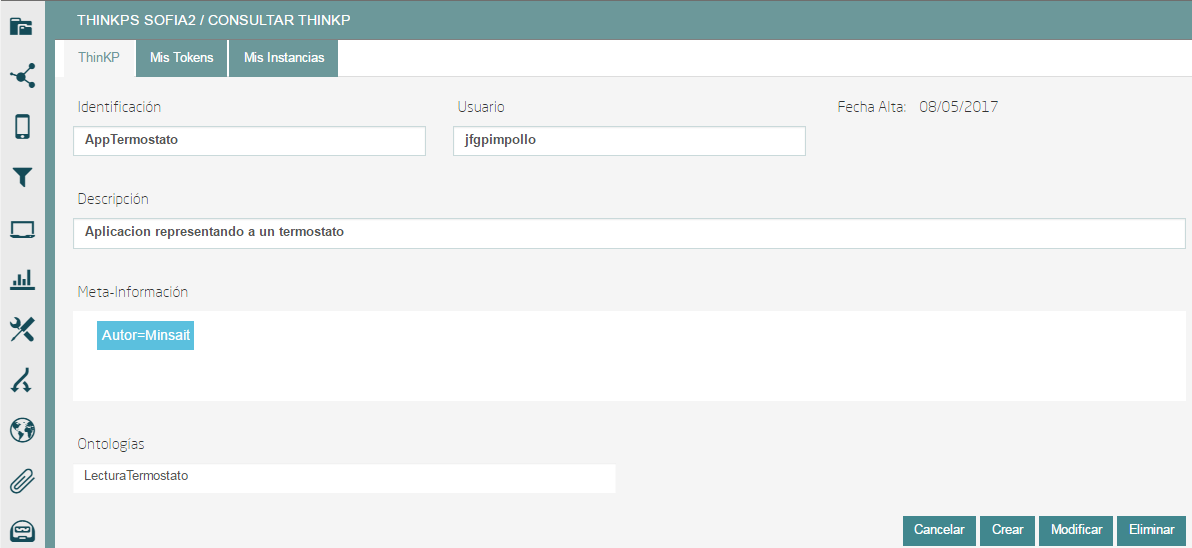 THINKPS SOFIA2 / CONSULTAR THINKP
ThinKP Mis Tokens Mis Instancias
Identificación Usuario Fecha Alta: 08/05/2017
AppTermostato jfgpimpollo
Descripción
Aplicacion representando a un termostato
Meta-Información
Autor=Minsait
Ontologías
LecturaTermostato
Cancelar Crear Modificar Eliminar